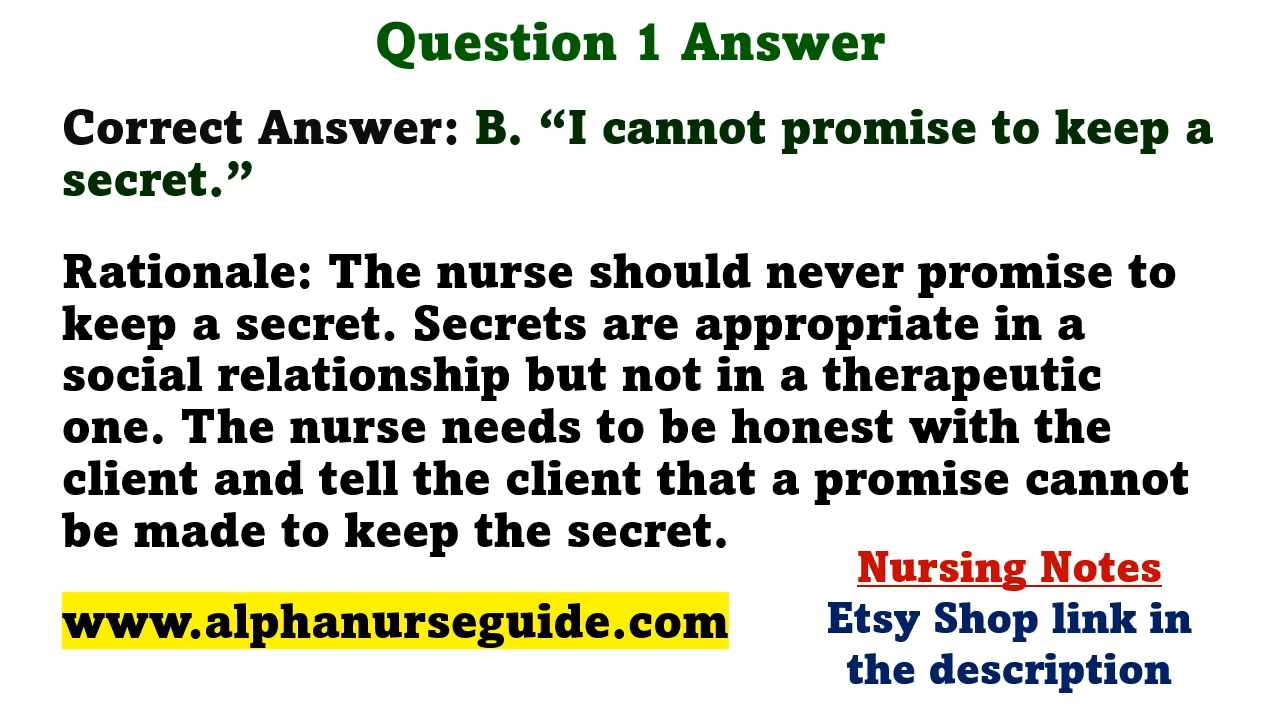 Question 1 Answer
Correct Answer: B. “I cannot promise to keep a
secret.”
Rationale: The nurse should never promise to
keep a secret. Secrets are appropriate in a
social relationship but not in a therapeutic
one. The nurse needs to be honest with the
client and tell the client that a promise cannot
be made to keep the secret.
www.alphanurseguide.com
Nursing Notes
Etsy Shop link in
the description